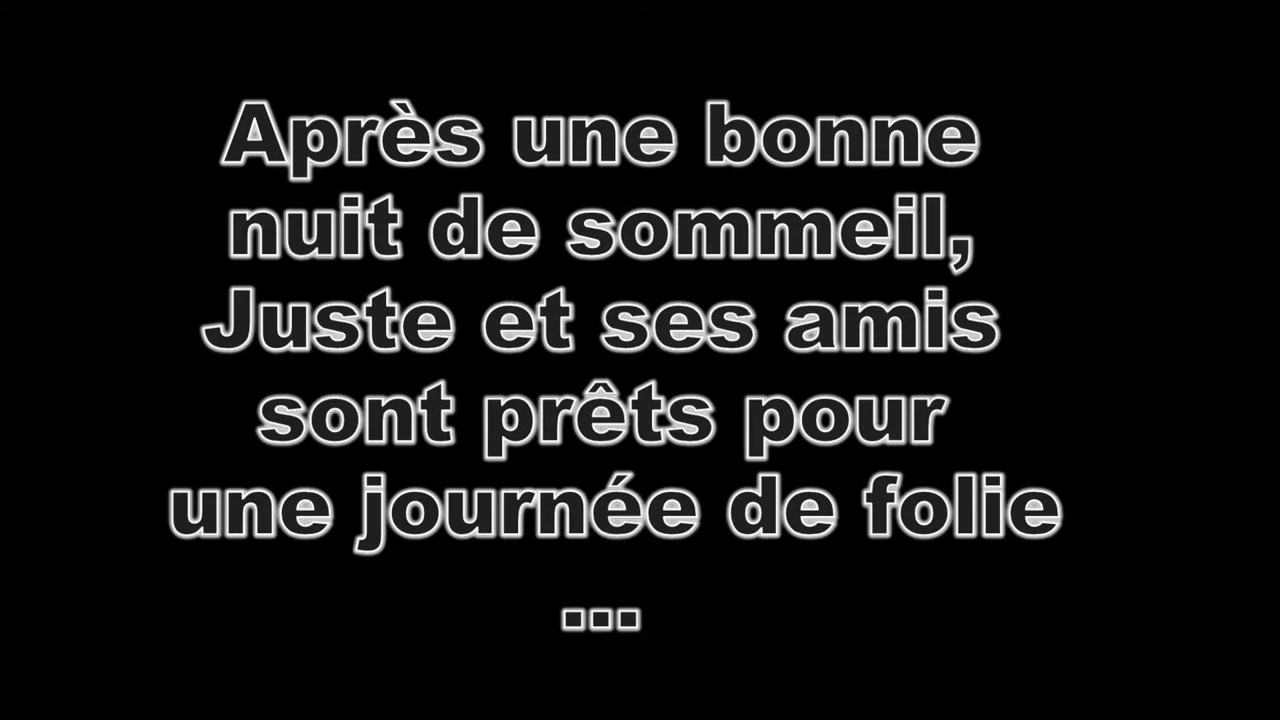 Après une bonne
nuit de sommeil,
Juste et ses amis
sont prêts pour
une journée de folie
...